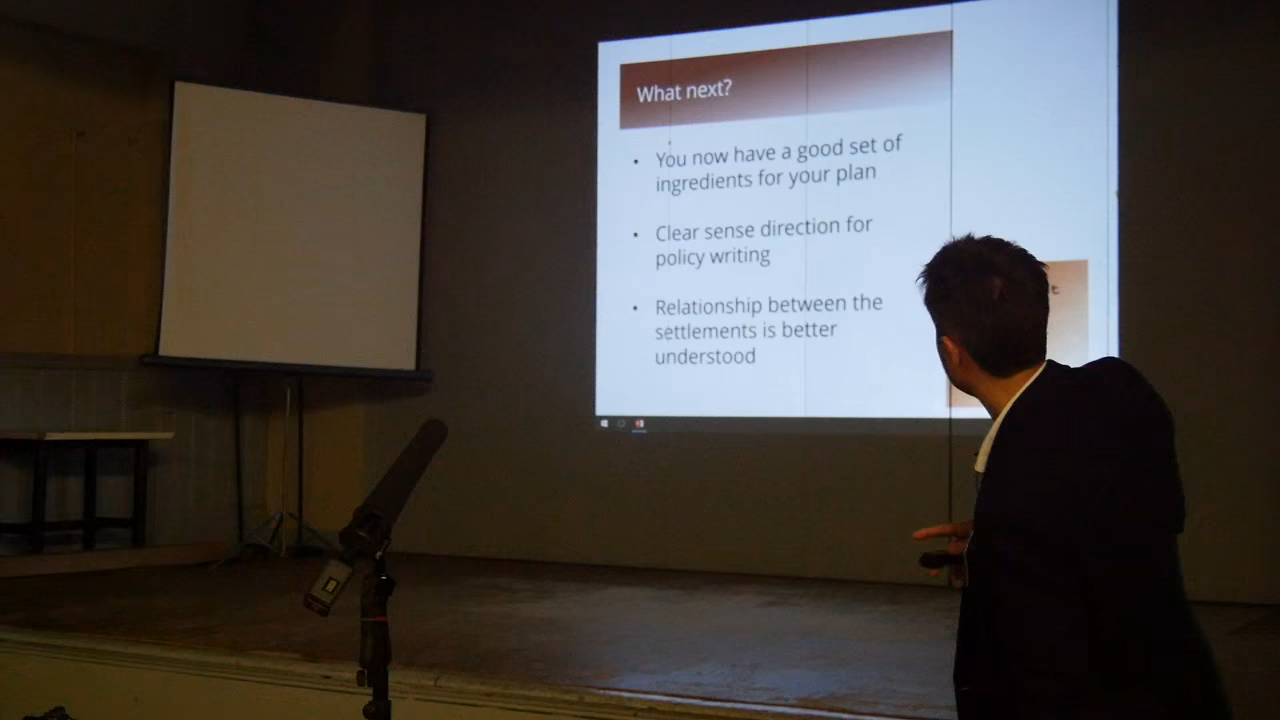 What next?
• You now have a good set of
ingredients for your plan
• Clear sense direction for
policy writing
• Relationship between the
settlements is better
understood